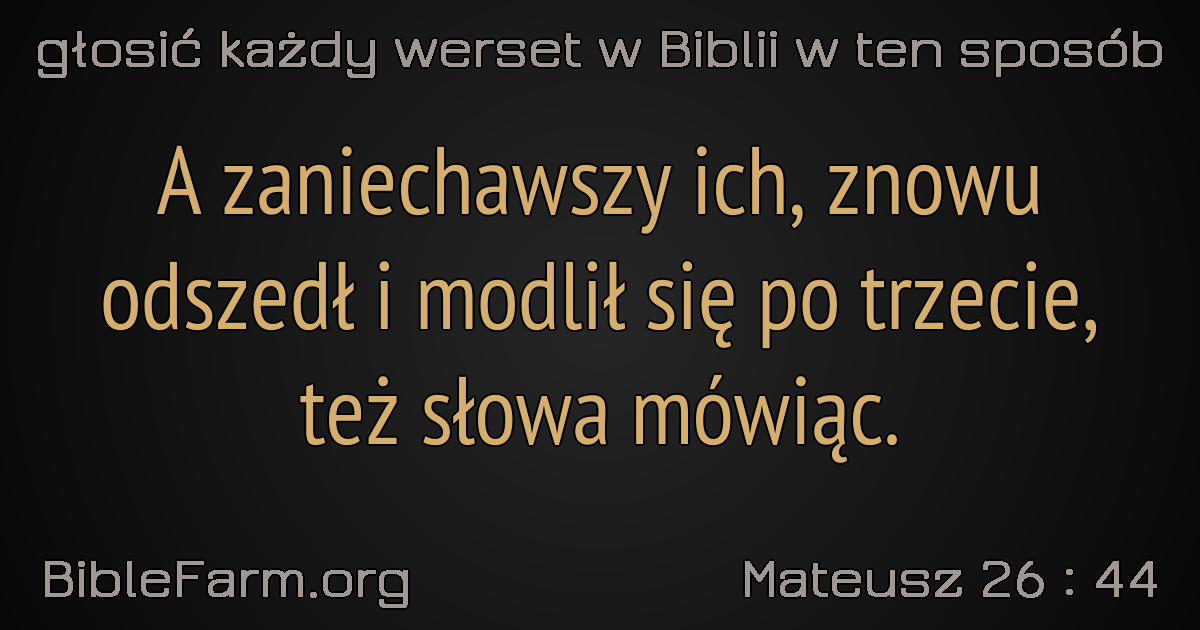 głosić każdy werset w Biblii w ten sposób
A zaniechawszy ich, znowu
odszedł i modlił się po trzecie,
też słowa mówiąc.
BibleFarm.org
Mateusz 26 : 44